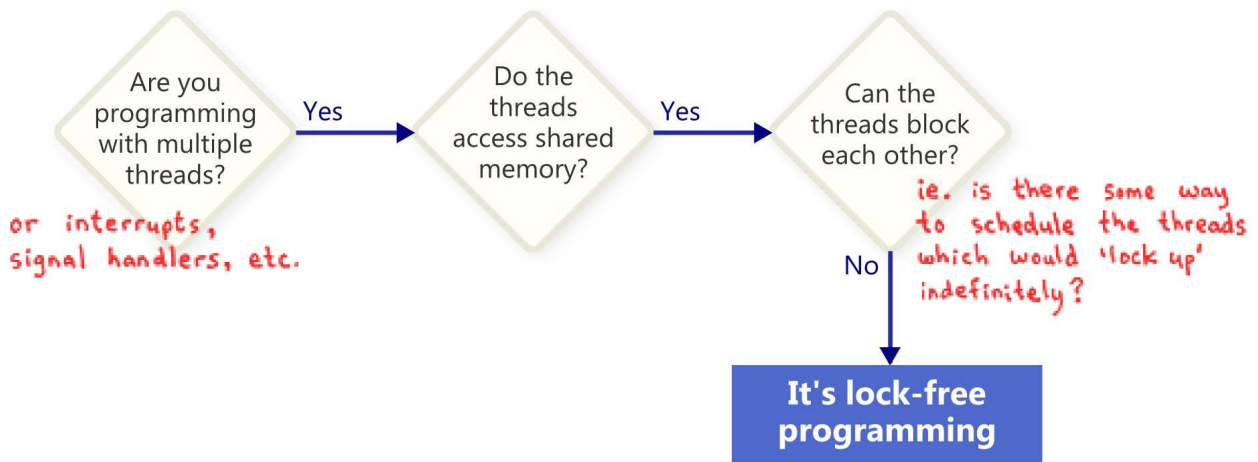 Are you
programming
with multiple
threads?
or interrupts,
signal handlers, etc.
Yes
Do the
threads
access shared
memory?
Yes
Can the
threads block
each other?
ie. is there some way
to schedule the threads
which would 'lock up'
indefinitely?
No
It's lock-free
programming